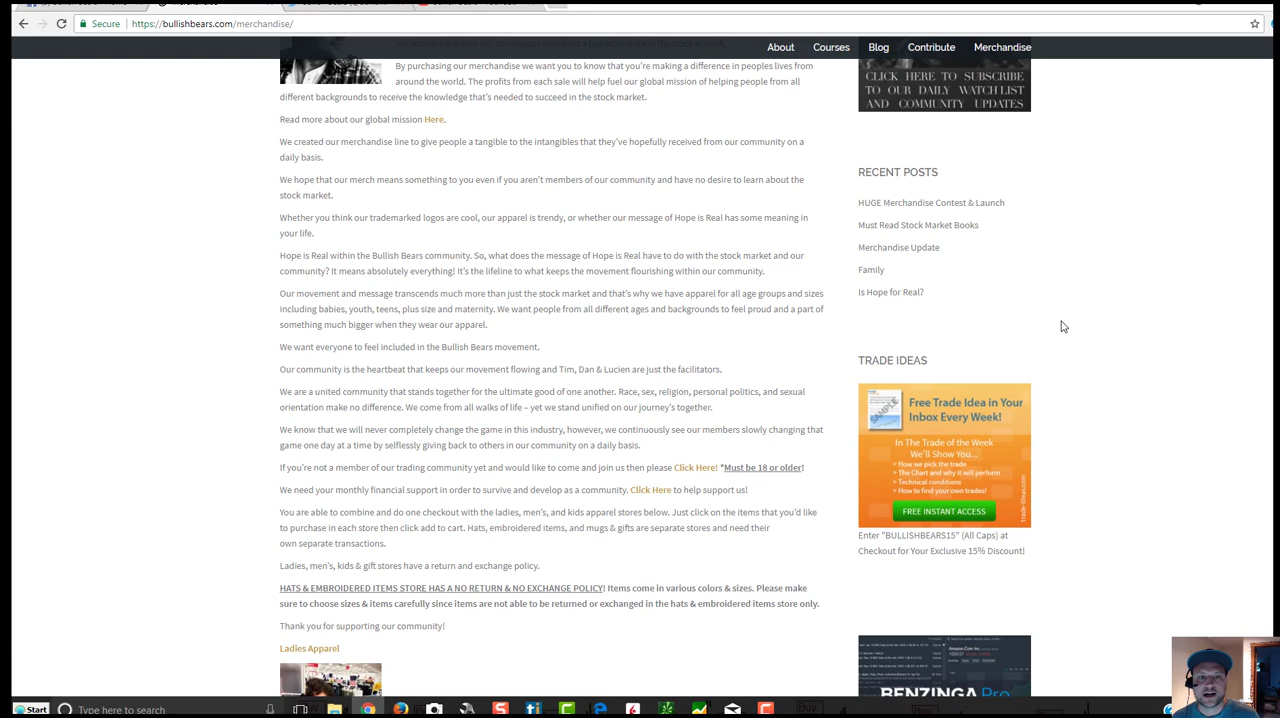 Secure https://bullishbears.com/merchandise/
About Courses Blog Contribute Merchandise
By purchasing our merchandise we want you to know that you're making a difference in peoples lives from
around the world. The profits from each sale will help fuel our global mission of helping people from all
different backgrounds to receive the knowledge that's needed to succeed in the stock market.
Read more about our global mission Here.
We created our merchandise line to give people a tangible to the intangibles that they've hopefully received from our community on a
daily basis.
We hope that our merch means something to you even if you aren't members of our community and have no desire to learn about the
stock market.
Whether you think our trademarked logos are cool, our apparel is trendy, or whether our message of Hope is Real has some meaning in
your life.
Hope is Real within the Bullish Bears community. So, what does the message of Hope is Real have to do with the stock market and our
community? It means absolutely everything! It's the lifeline to what keeps the movement flourishing within our community.
Our movement and message transcends much more than just the stock market and that's why we have apparel for all age groups and sizes
including babies, youth, teens, plus size and maternity. We want people from all different ages and backgrounds to feel proud and a part of
something much bigger when they wear our apparel.
We want everyone to feel included in the Bullish Bears movement.
Our community is the heartbeat that keeps our movement flowing and Tim, Dan & Lucien are just the facilitators.
We are a united community that stands together for the ultimate good of one another. Race, sex, religion, personal politics, and sexual
orientation make no difference. We come from all walks of life – yet we stand unified on our journey's together.
We know that we will never completely change the game in this industry, however, we continuously see our members slowly changing that
game one day at a time by selflessly giving back to others in our community on a daily basis.
If you're not a member of our trading community yet and would like to come and join us then please Click Here! *Must be 18 or older!
We need your monthly financial support in order to survive and develop as a community. Click Here to help support us!
You are able to combine and do one checkout with the ladies, men's, and kids apparel stores below. Just click on the items that you'd like
to purchase in each store then click add to cart. Hats, embroidered items, and mugs & gifts are separate stores and need their
own separate transactions.
Ladies, men's, kids & gift stores have a return and exchange policy.
HATS & EMBROIDERED ITEMS STORE HAS A NO RETURN & NO EXCHANGE POLICY! Items come in various colors & sizes. Please make
sure to choose sizes & items carefully since items are not able to be returned or exchanged in the hats & embroidered items store only.
Thank you for supporting our community!
Ladies Apparel
CLICK HERE TO SUBSCRIBE
TO OUR DAILY WATCH LIST
AND COMMUNITY UPDATES
RECENT POSTS
HUGE Merchandise Contest & Launch
Must Read Stock Market Books
Merchandise Update
Family
Is Hope for Real?
TRADE IDEAS
SAMPLE
Free Trade Idea in Your
Inbox Every Week!
In The Trade of the Week
We'll Show You...
> How we pick the trade
> The Chart and why it will perform
> Technical conditions
> How to find your own trades!
FREE INSTANT ACCESS
trade-ideas.com
Enter "BULLISHBEARS15" (All Caps) at
Checkout for Your Exclusive 15% Discount!
BENZINGA Pro
Start
Type here to search